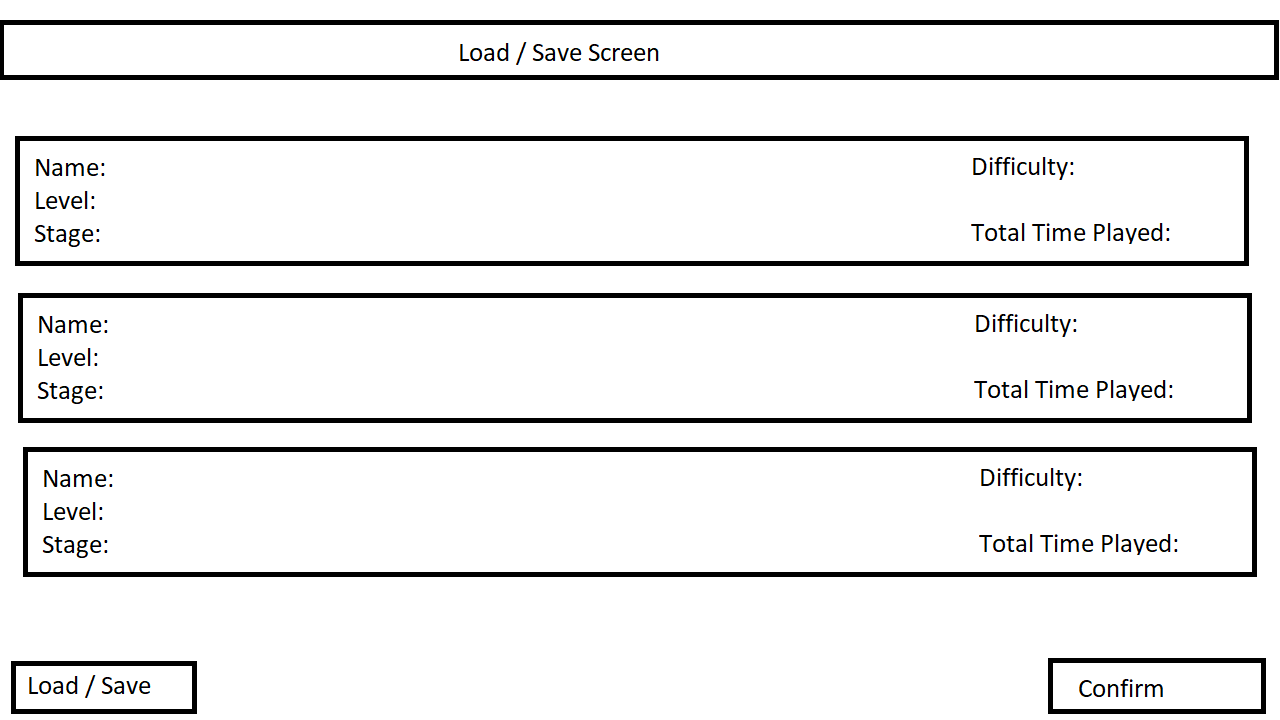 Load / Save Screen
Name:
Difficulty:
Level:
Stage:
Total Time Played:
Name:
Difficulty:
Level:
Stage:
Total Time Played:
Name:
Difficulty:
Level:
Stage:
Total Time Played:
Load / Save
Confirm